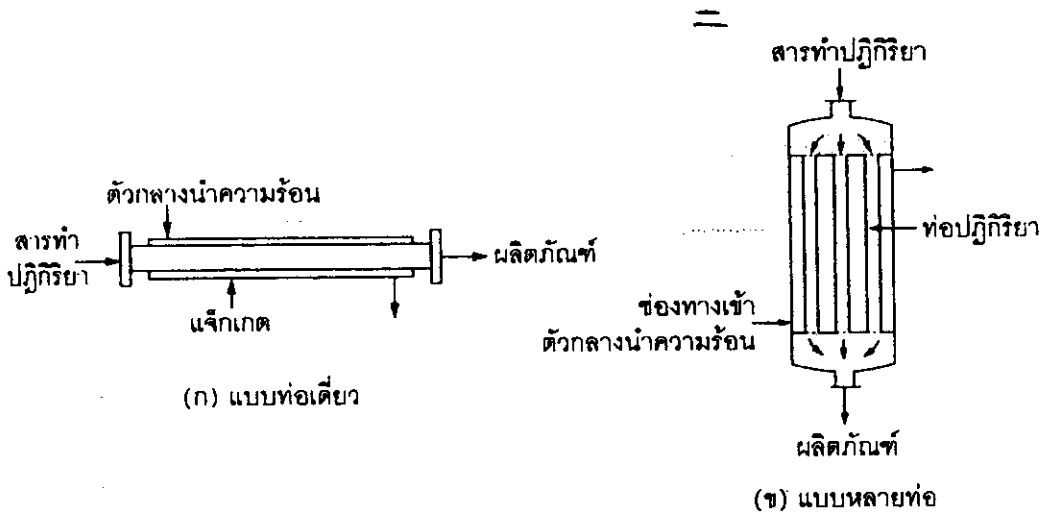 ตัวกลางนำความร้อน
สารทำ
ปฏิกิริยา
ผลิตภัณฑ์
แจ็กเกต
(ก) แบบท่อเดี่ยว
สารทำปฏิกิริยา
ท่อปฏิกิริยา
ช่องทางเข้า
ตัวกลางนำความร้อน
ผลิตภัณฑ์
(ข) แบบหลายท่อ